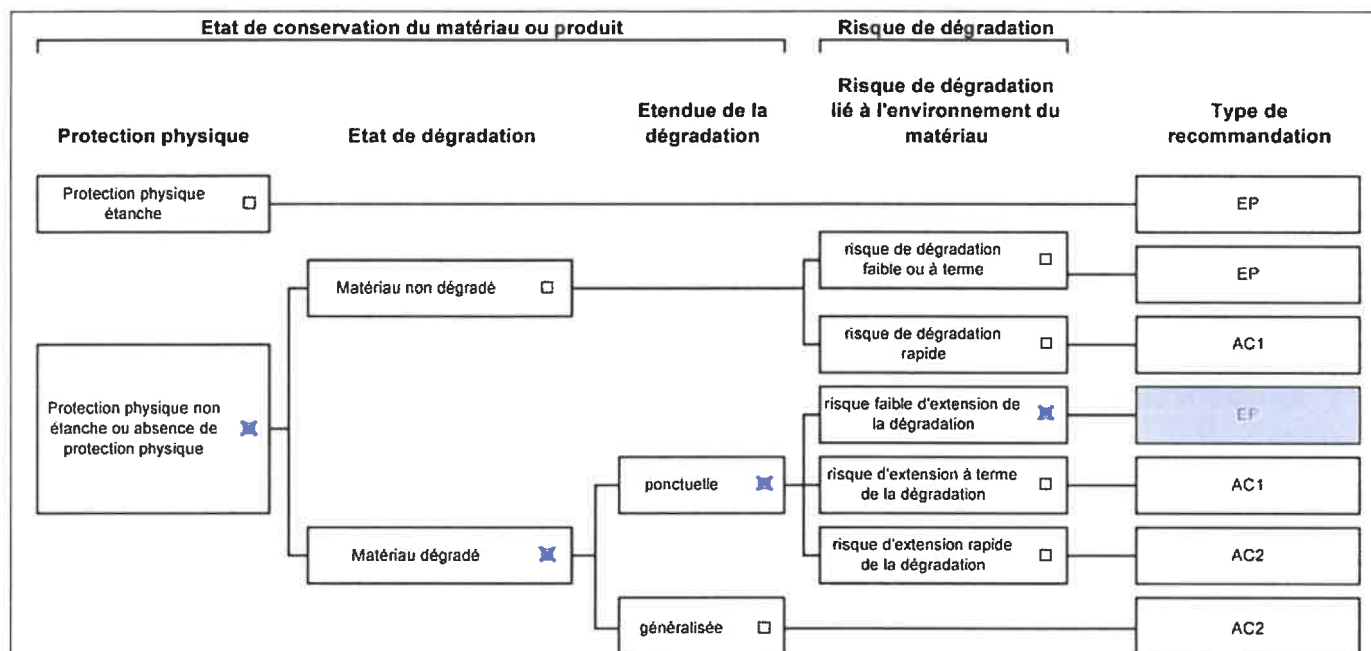 Etat de conservation du matériau ou produit
Risque de dégradation
Protection physique
Etat de dégradation
Etendue de la
dégradation
Risque de dégradation
lié à l'environnement du
matériau
Type de
recommandation
Protection physique
étanche
EP
Matériau non dégradé
risque de dégradation
faible ou à terme
EP
risque de dégradation
rapide
AC1
Protection physique non
étanche ou absence de
protection physique
risque faible d'extension de
la dégradation
EP
Matériau dégradé
ponctuelle
risque d'extension à terme
de la dégradation
AC1
risque d'extension rapide
de la dégradation
AC2
généralisée
AC2